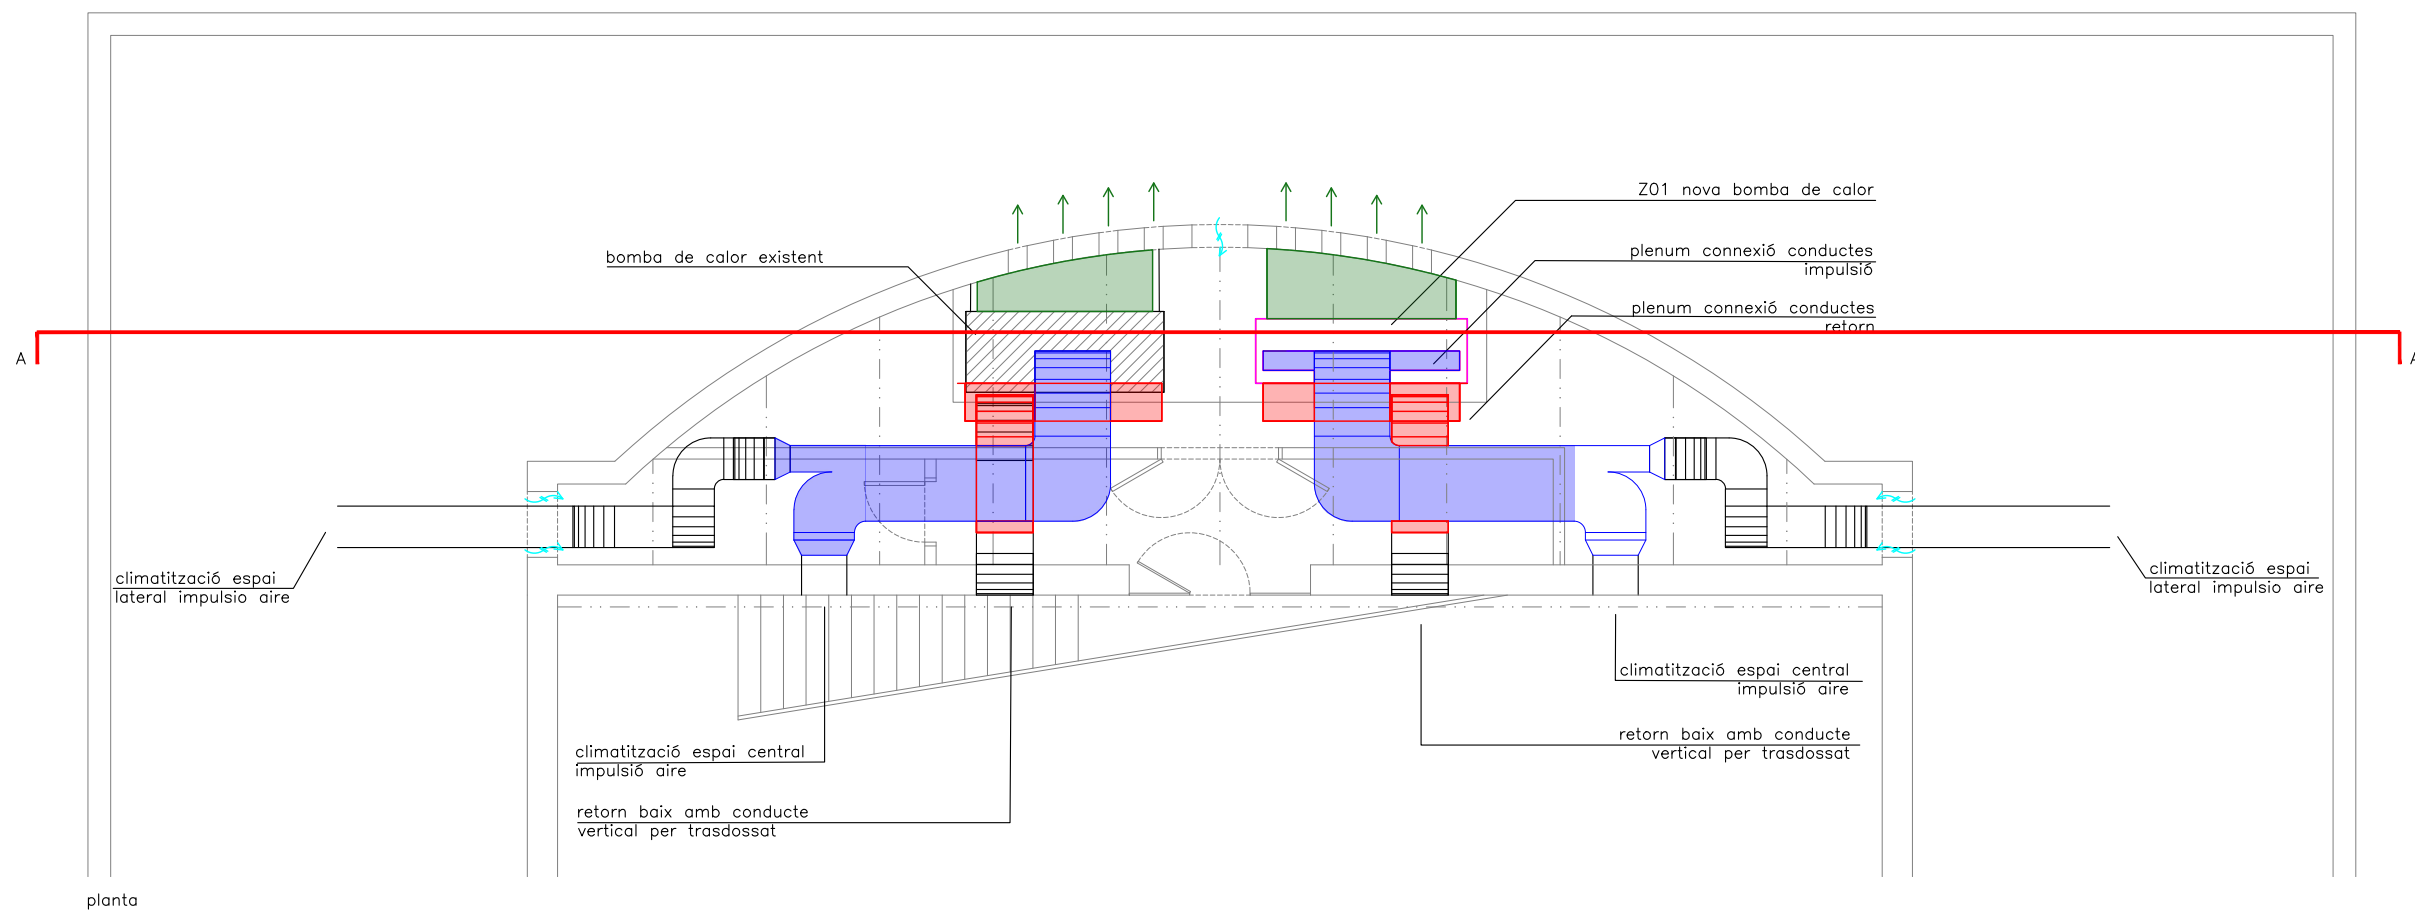 Z01 nova bomba de calor
bomba de calor existent
plenum connexió conductes
impulsió
plenum connexió conductes
retorn
A
A
climatització espai
lateral impulsio aire
climatització espai
lateral impulsio aire
climatització espai central
impulsió aire
retorn baix amb conducte
vertical per trasdossat
climatització espai central
impulsió aire
retorn baix amb conducte
vertical per trasdossat
planta